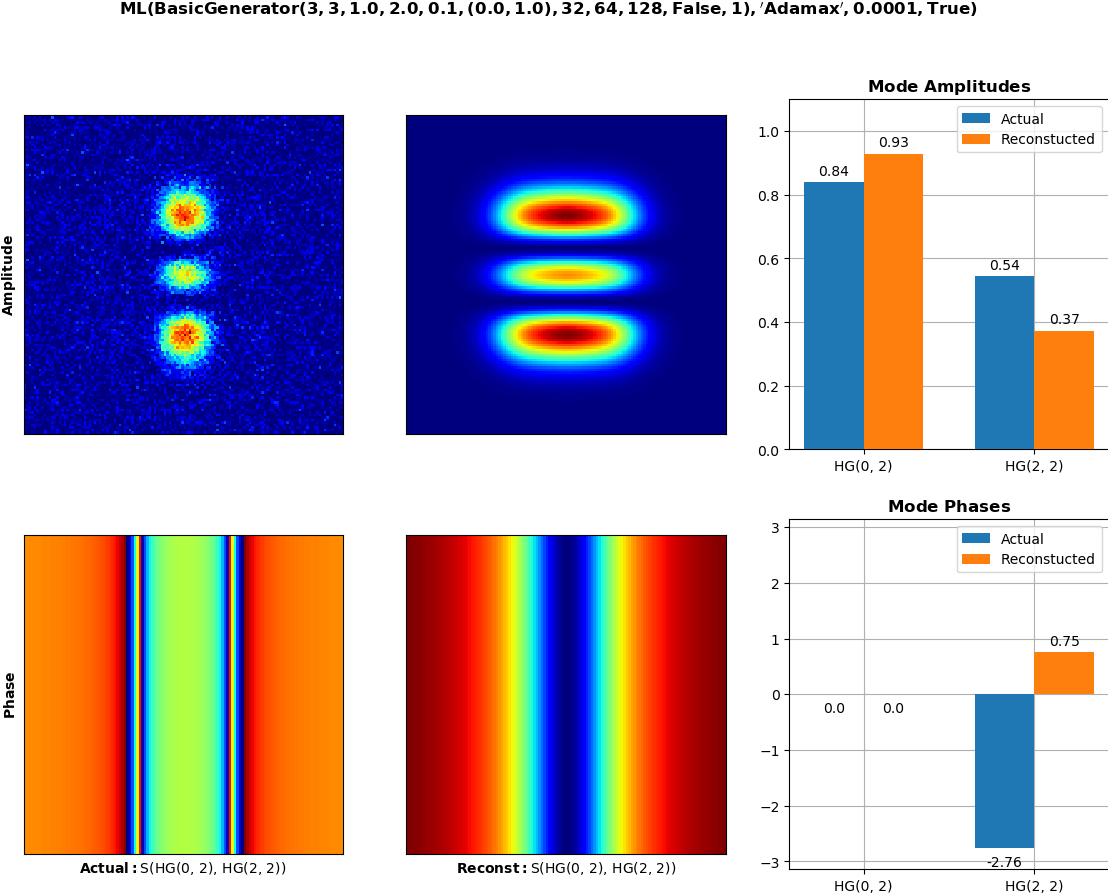 ML(BasicGenerator(3, 3, 1.0, 2.0, 0.1, (0.0, 1.0), 32, 64, 128, False, 1), ′Adamax′, 0.0001, True)
Amplitude
Mode Amplitudes
Actual
Reconstucted
1.0
0.8
0.6
0.4
0.2
0.0
0.84
0.93
0.54
0.37
HG(0, 2)
HG(2, 2)
Phase
Actual: S(HG(0, 2), HG(2, 2))
Reconst: S(HG(0, 2), HG(2, 2))
Mode Phases
Actual
Reconstucted
3
2
1
0
−1
−2
−3
0.0
0.0
0.75
-2.76
HG(0, 2)
HG(2, 2)